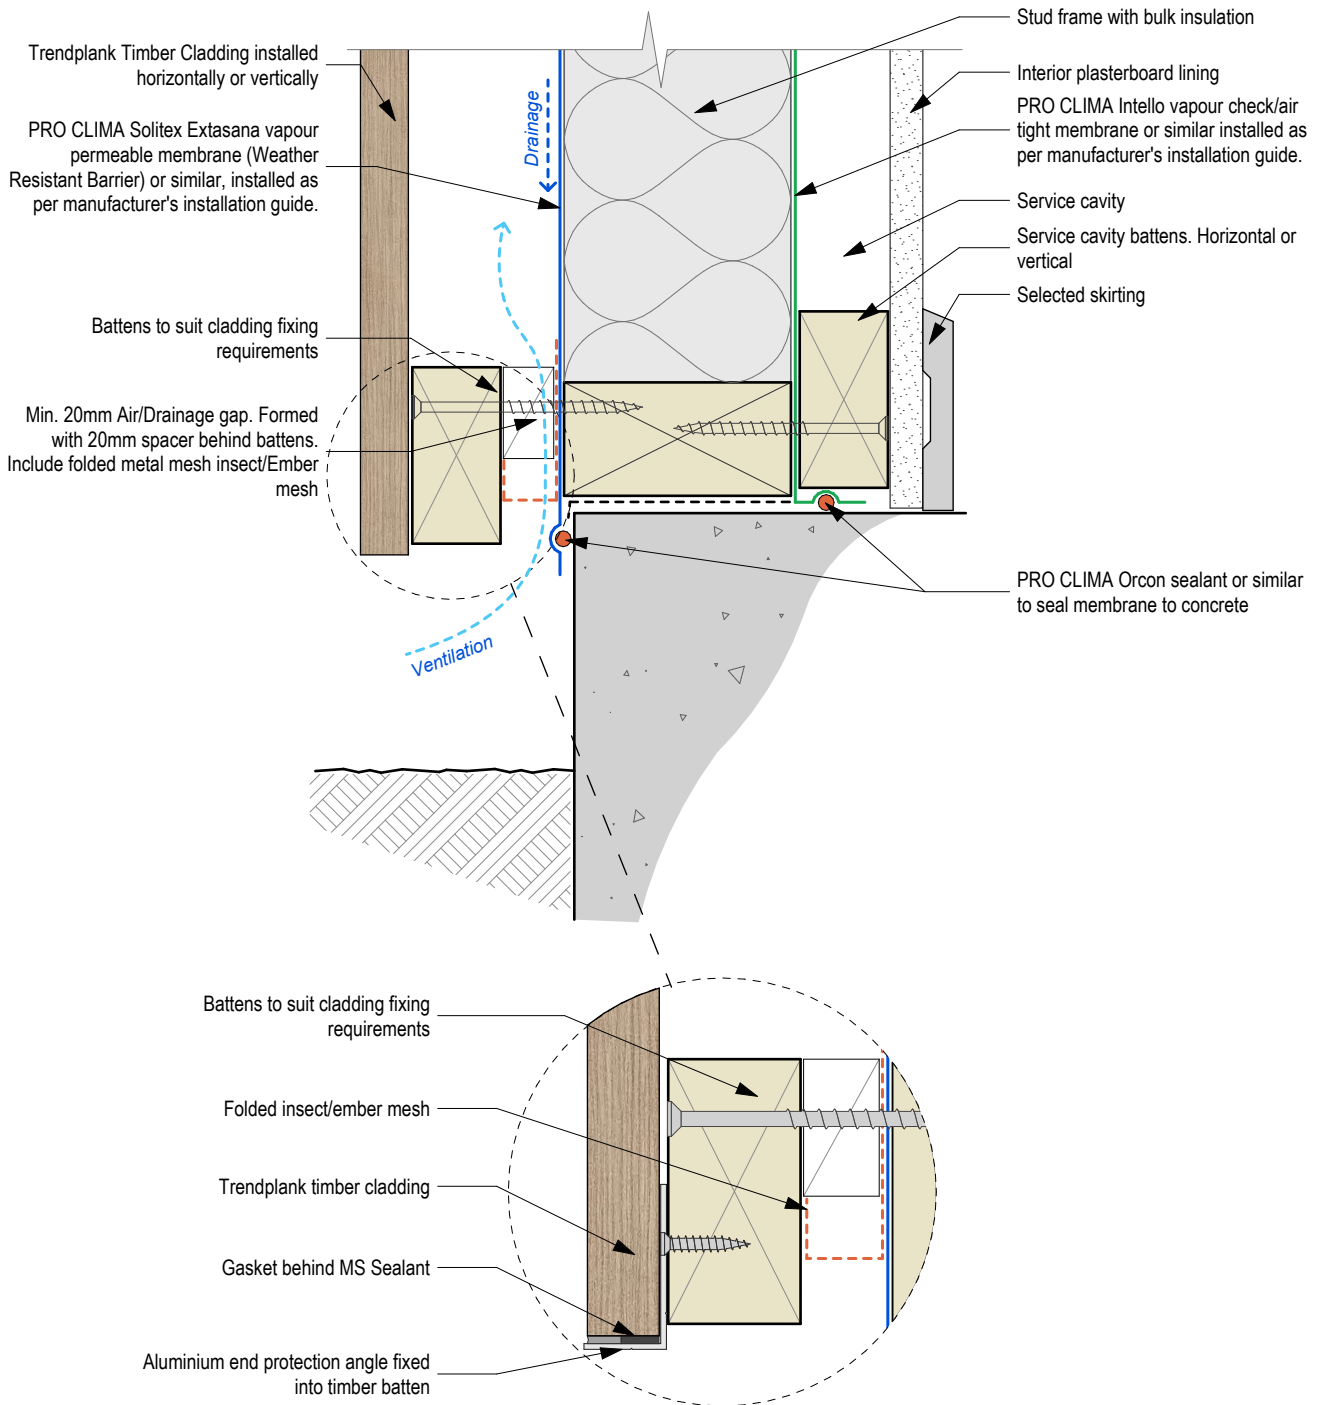 Trendplank Timber Cladding installed
horizontally or vertically
PRO CLIMA Solitex Extasana vapour
permeable membrane (Weather
Resistant Barrier) or similar, installed as
per manufacturer's installation guide.
Battens to suit cladding fixing
requirements
Min. 20mm Air/Drainage gap. Formed
with 20mm spacer behind battens.
Include folded metal mesh insect/Ember
mesh
Drainage
Ventilation
Stud frame with bulk insulation
Interior plasterboard lining
PRO CLIMA Intello vapour check/air
tight membrane or similar installed as
per manufacturer's installation guide.
Service cavity
Service cavity battens. Horizontal or
vertical
Selected skirting
PRO CLIMA Orcon sealant or similar
to seal membrane to concrete
Battens to suit cladding fixing
requirements
Folded insect/ember mesh
Trendplank timber cladding
Gasket behind MS Sealant
Aluminium end protection angle fixed
into timber batten